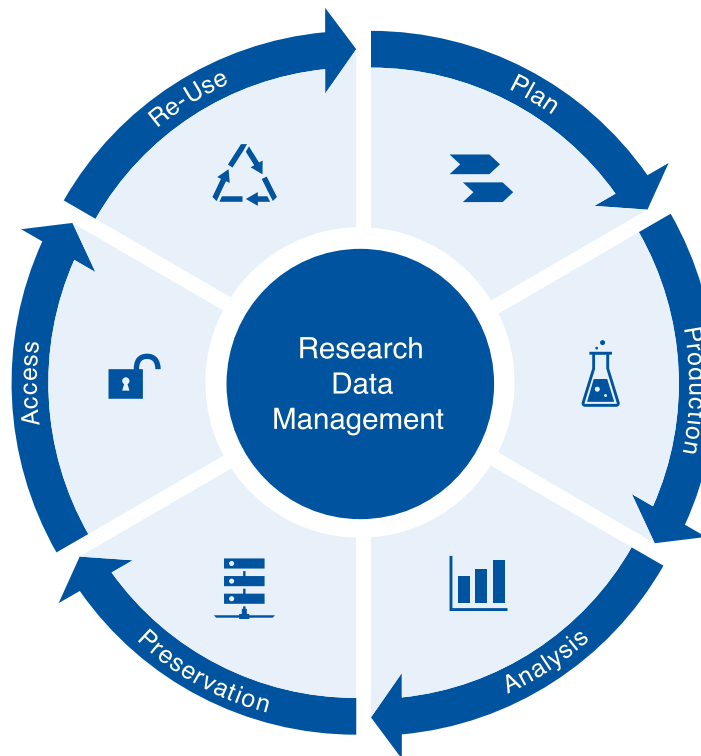 Research
Data
Management
Plan
Production
Analysis
Preservation
Access
Re-Use